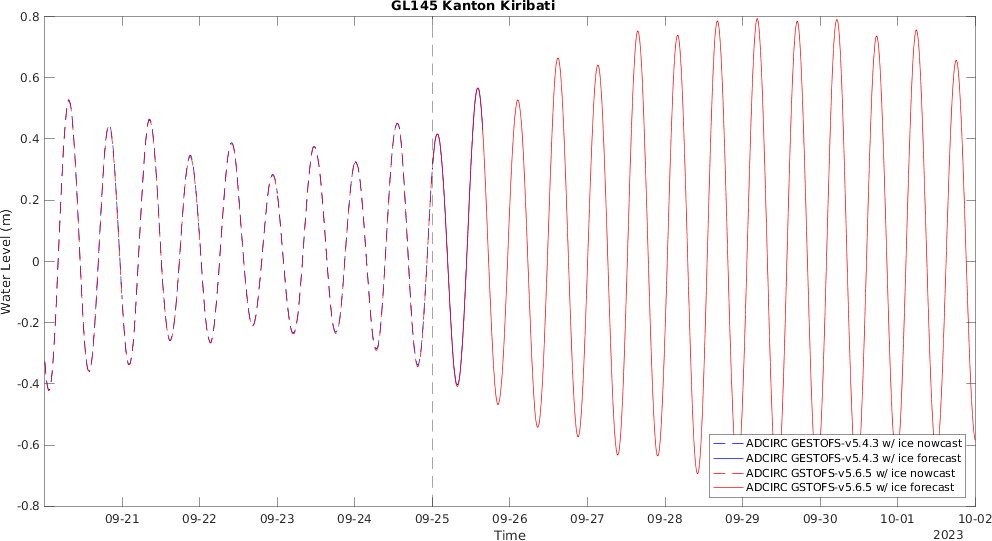 GL145 Kanton Kiribati
Water Level (m)
0.8
0.6
0.4
0.2
0
-0.2
-0.4
-0.6
-0.8
ADCIRC GESTOFS-v5.4.3 w/ ice nowcast
ADCIRC GESTOFS-v5.4.3 w/ ice forecast
ADCIRC GSTOFS-v5.6.5 w/ ice nowcast
ADCIRC GSTOFS-v5.6.5 w/ ice forecast
09-21 09-22 09-23 09-24 09-25 09-26 09-27 09-28 09-29 09-30 10-01 10-02
Time
2023